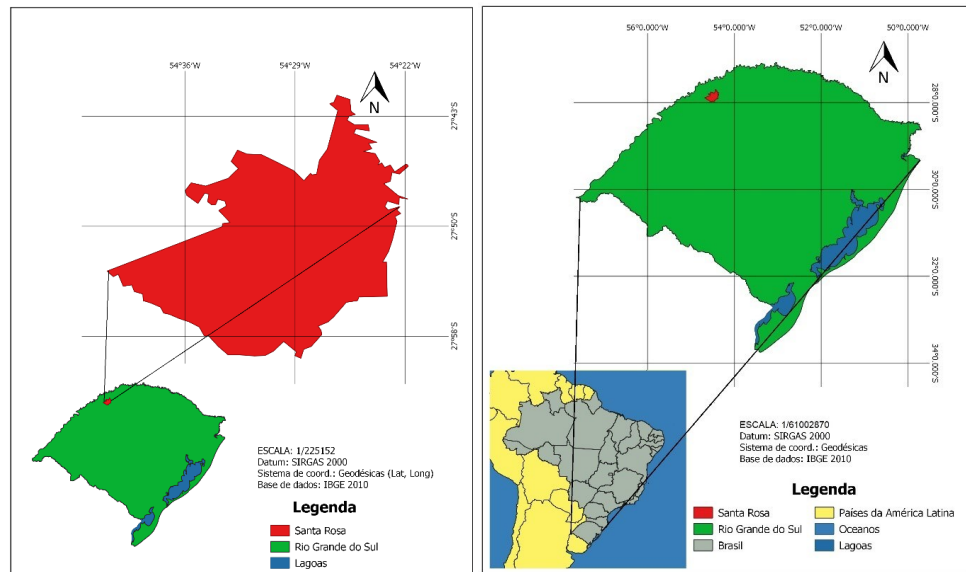 54°36'W
54°29'W
54°22'W
N
27°43'S
27°50'S
27°58'S
ESCALA: 1/225152
Datum: SIRGAS 2000
Sistema de coord.: Geodésicas (Lat, Long)
Base de dados: IBGE 2010
Legenda
Santa Rosa
Rio Grande do Sul
Lagoas
56°0.000'W
54°0.000'W
52°0.000'W
50°0.000'W
N
28°0.000'S
30°0.000'S
32°0.000'S
34°0.000'S
ESCALA: 1/61002870
Datum: SIRGAS 2000
Sistema de coord.: Geodésicas
Base de dados: IBGE 2010
Legenda
Santa Rosa
Rio Grande do Sul
Brasil
Países da América Latina
Oceanos
Lagoas